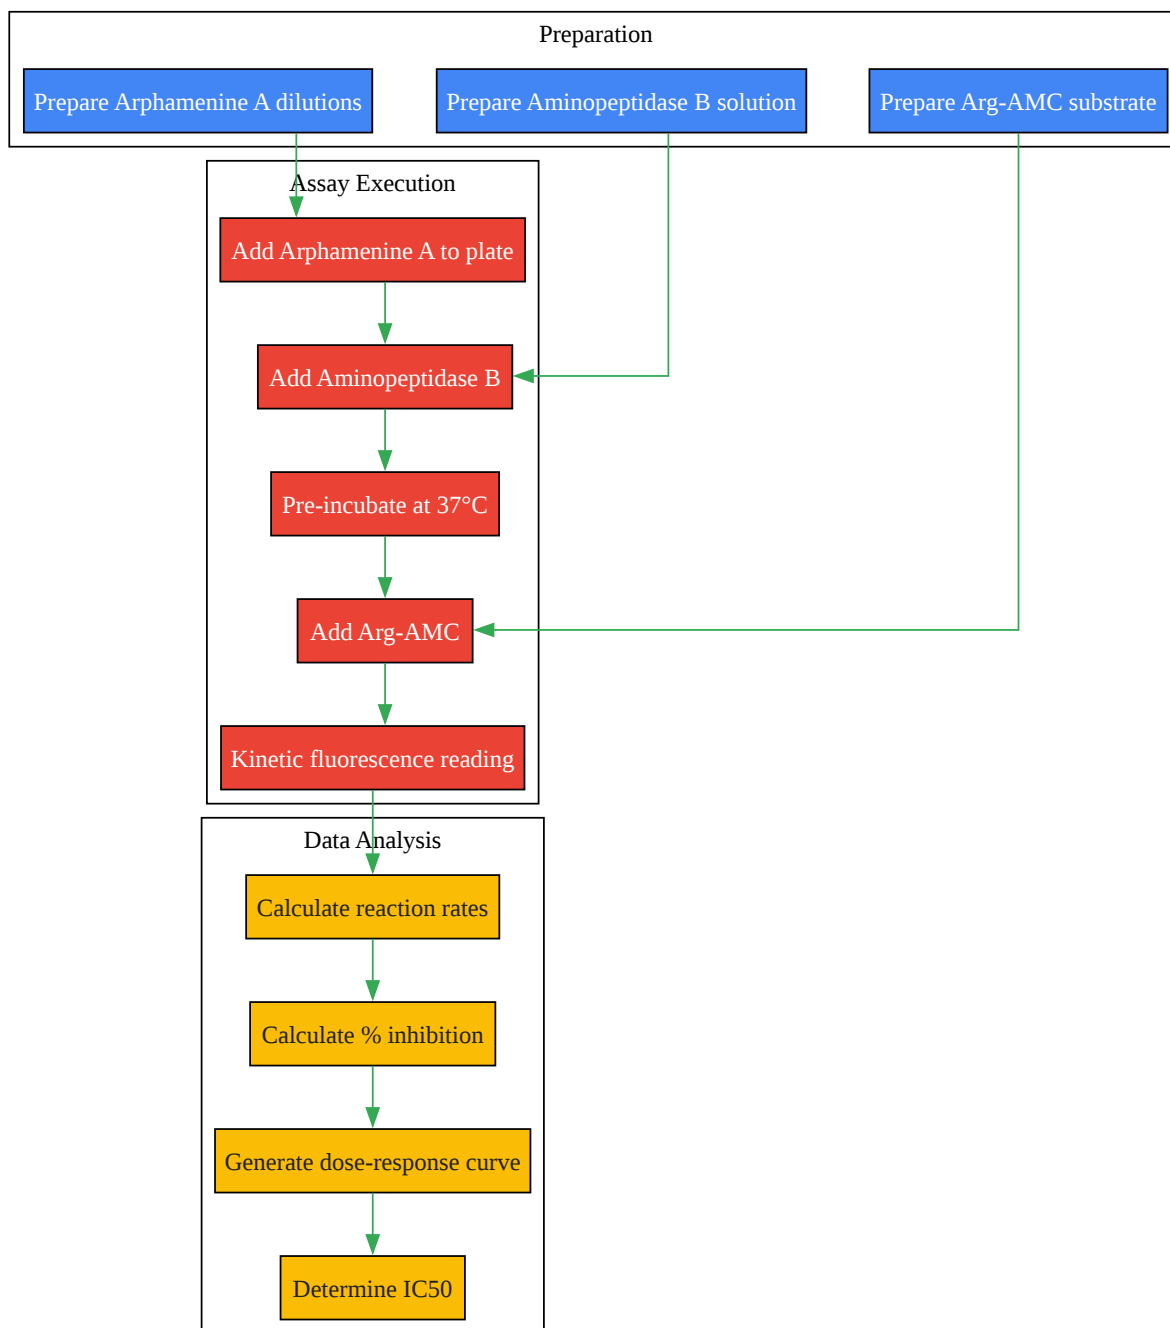 Preparation
Prepare Arphamenine A dilutions
Prepare Aminopeptidase B solution
Prepare Arg-AMC substrate
Assay Execution
Add Arphamenine A to plate
Add Aminopeptidase B
Pre-incubate at 37°C
Add Arg-AMC
Kinetic fluorescence reading
Data Analysis
Calculate reaction rates
Calculate % inhibition
Generate dose-response curve
Determine IC50